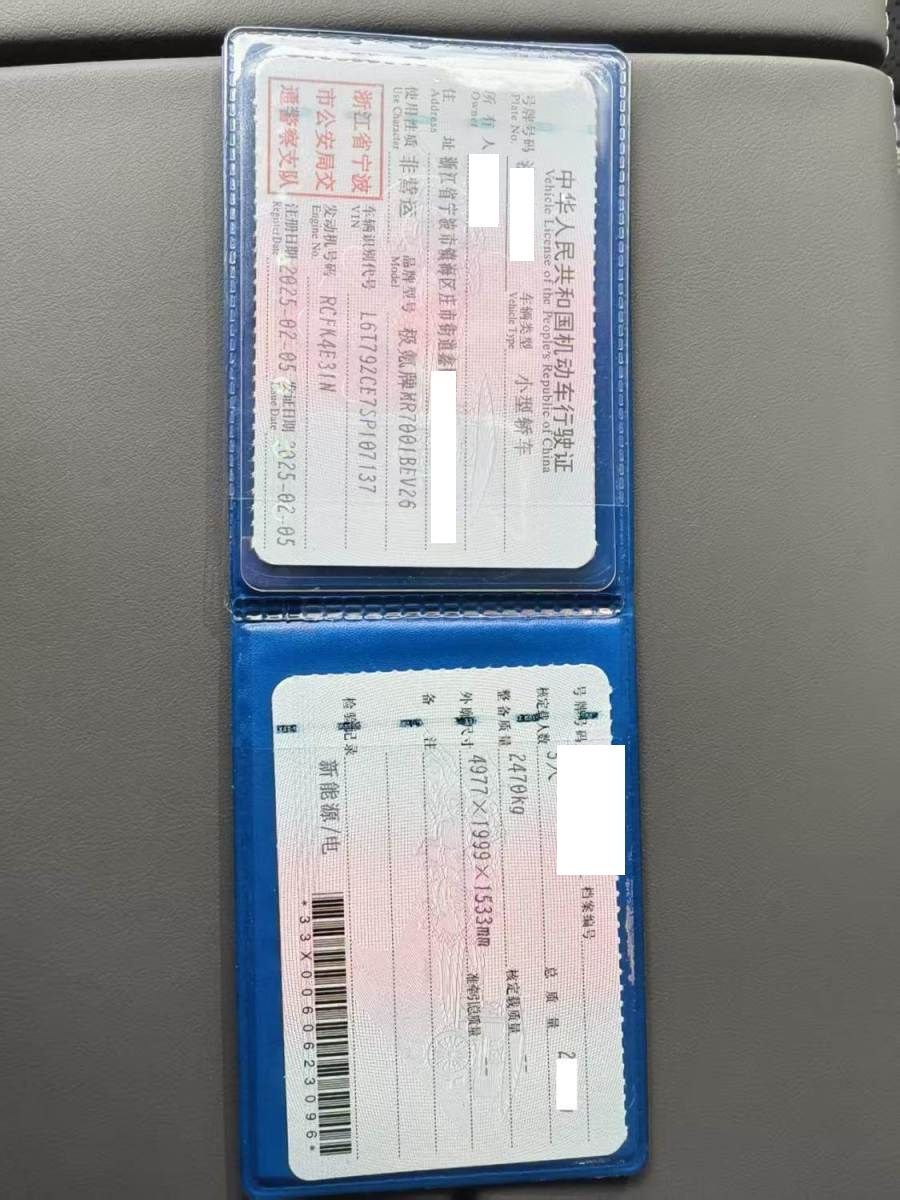 中华人民共和国机动车行驶证
Vehicle License of the People's Republic of China
号牌号码 车辆类型 小型轿车
Plate No. Vehicle Type
所有人
Owner
住址 浙江省宁波市镇海区庄市街道
Address
使用性质 非营运 品牌型号 极氪牌MR7001BEV26
Use Character Model
浙江省宁波
市公安局交
通警察支队
车辆识别代号 L6T792CE7SP107137
VIN
发动机号码 RCFK4E31N
Engine No.
注册日期 2025-02-05 发证日期 2025-02-05
Register Date Issue Date
号牌号码 档案编号
核定载人数 5人 总质量 2
整备质量 2470kg 核定载质量 --
外廓尺寸 4977×1999×1533mm 准牵引总质量 --
备注
检验记录
新能源/电
*33X0060623096*